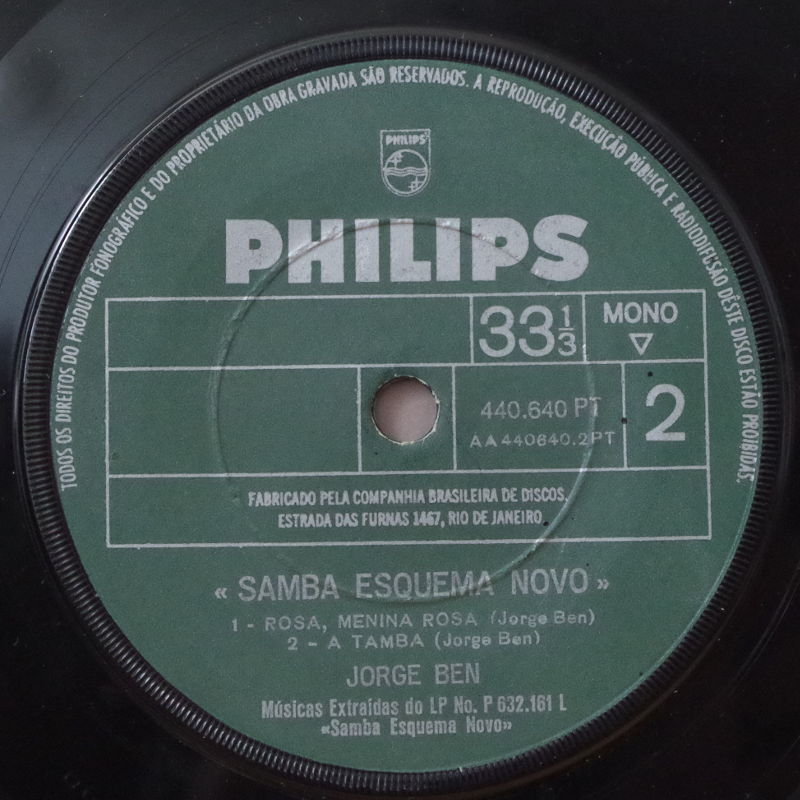 TODOS OS DIREITOS DO PRODUTOR FONOGRÁFICO E DO PROPRIETÁRIO DA OBRA GRAVADA SÃO RESERVADOS. A REPRODUÇÃO, EXECUÇÃO PÚBLICA E RADIODIFUSÃO DÊSTE DISCO ESTÃO PROIBIDAS.
PHILIPS
PHILIPS
33 1/3 MONO
440.640 PT
AA 440640.2 PT
2
FABRICADO PELA COMPANHIA BRASILEIRA DE DISCOS.
ESTRADA DAS FURNAS 1467, RIO DE JANEIRO
« SAMBA ESQUEMA NOVO »
1 - ROSA, MENINA ROSA (Jorge Ben)
2 - A TAMBA (Jorge Ben)
JORGE BEN
Músicas Extraídas do LP No. P 632.161 L
«Samba Esquema Novo»